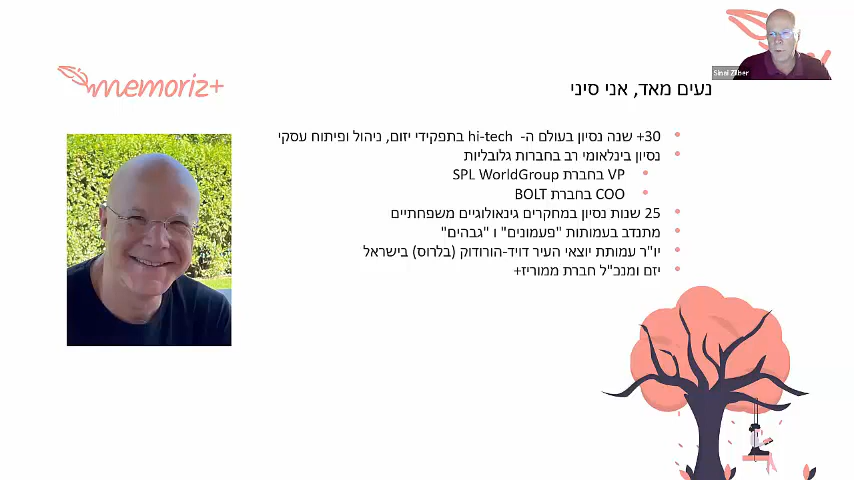 memoriz+
Sinai Zilber
נעים מאד, אני סיני
30+ שנה נסיון בעולם ה- hi-tech בתפקידי יזום, ניהול ופיתוח עסקי
נסיון בינלאומי רב בחברות גלובליות
VP בחברת SPL WorldGroup
COO בחברת BOLT
25 שנות נסיון במחקרים גינאולוגיים משפחתיים
מתנדב בעמותות "פעמונים" ו "גבהים"
יו"ר עמותת יוצאי העיר דויד-הורודוק (בלרוס) בישראל
יזם ומנכ"ל חברת ממוריז+